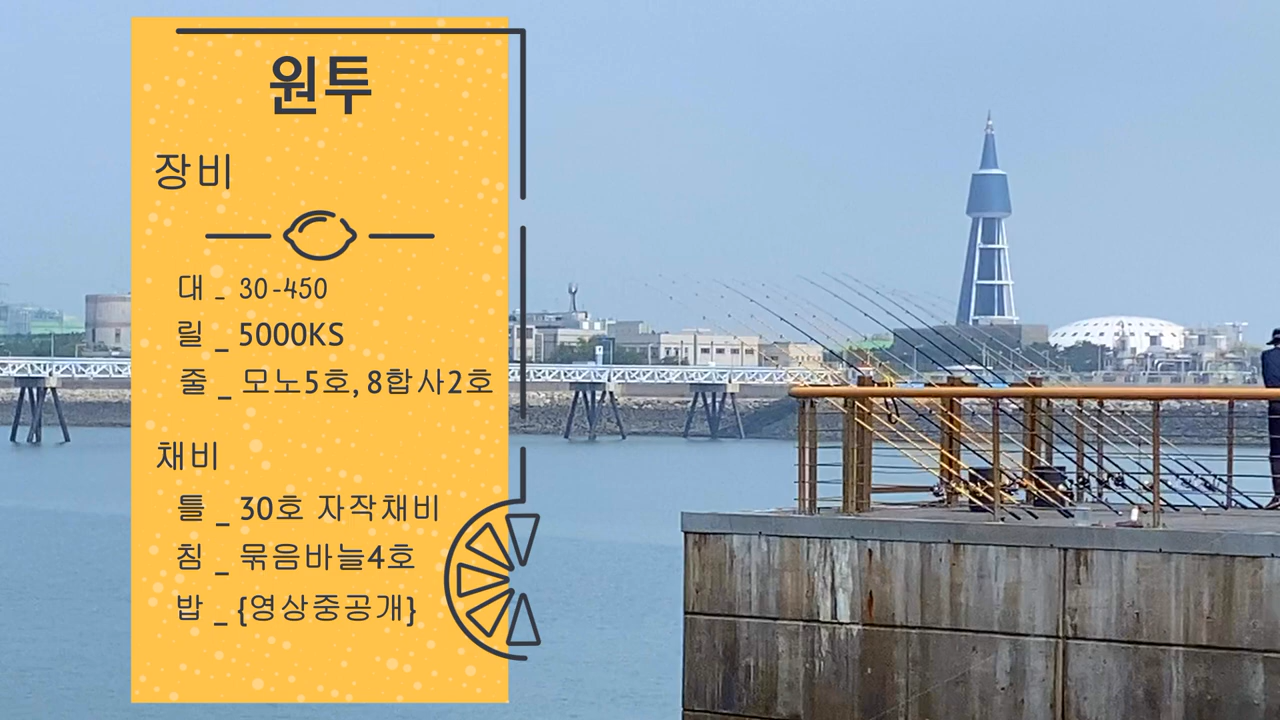 원투
장비
대 _ 30-450
릴 _ 5000KS
줄 _ 모노5호, 8합사2호
채비
틀 _ 30호 자작채비
침 _ 묶음바늘4호
밥 _ {영상중공개}